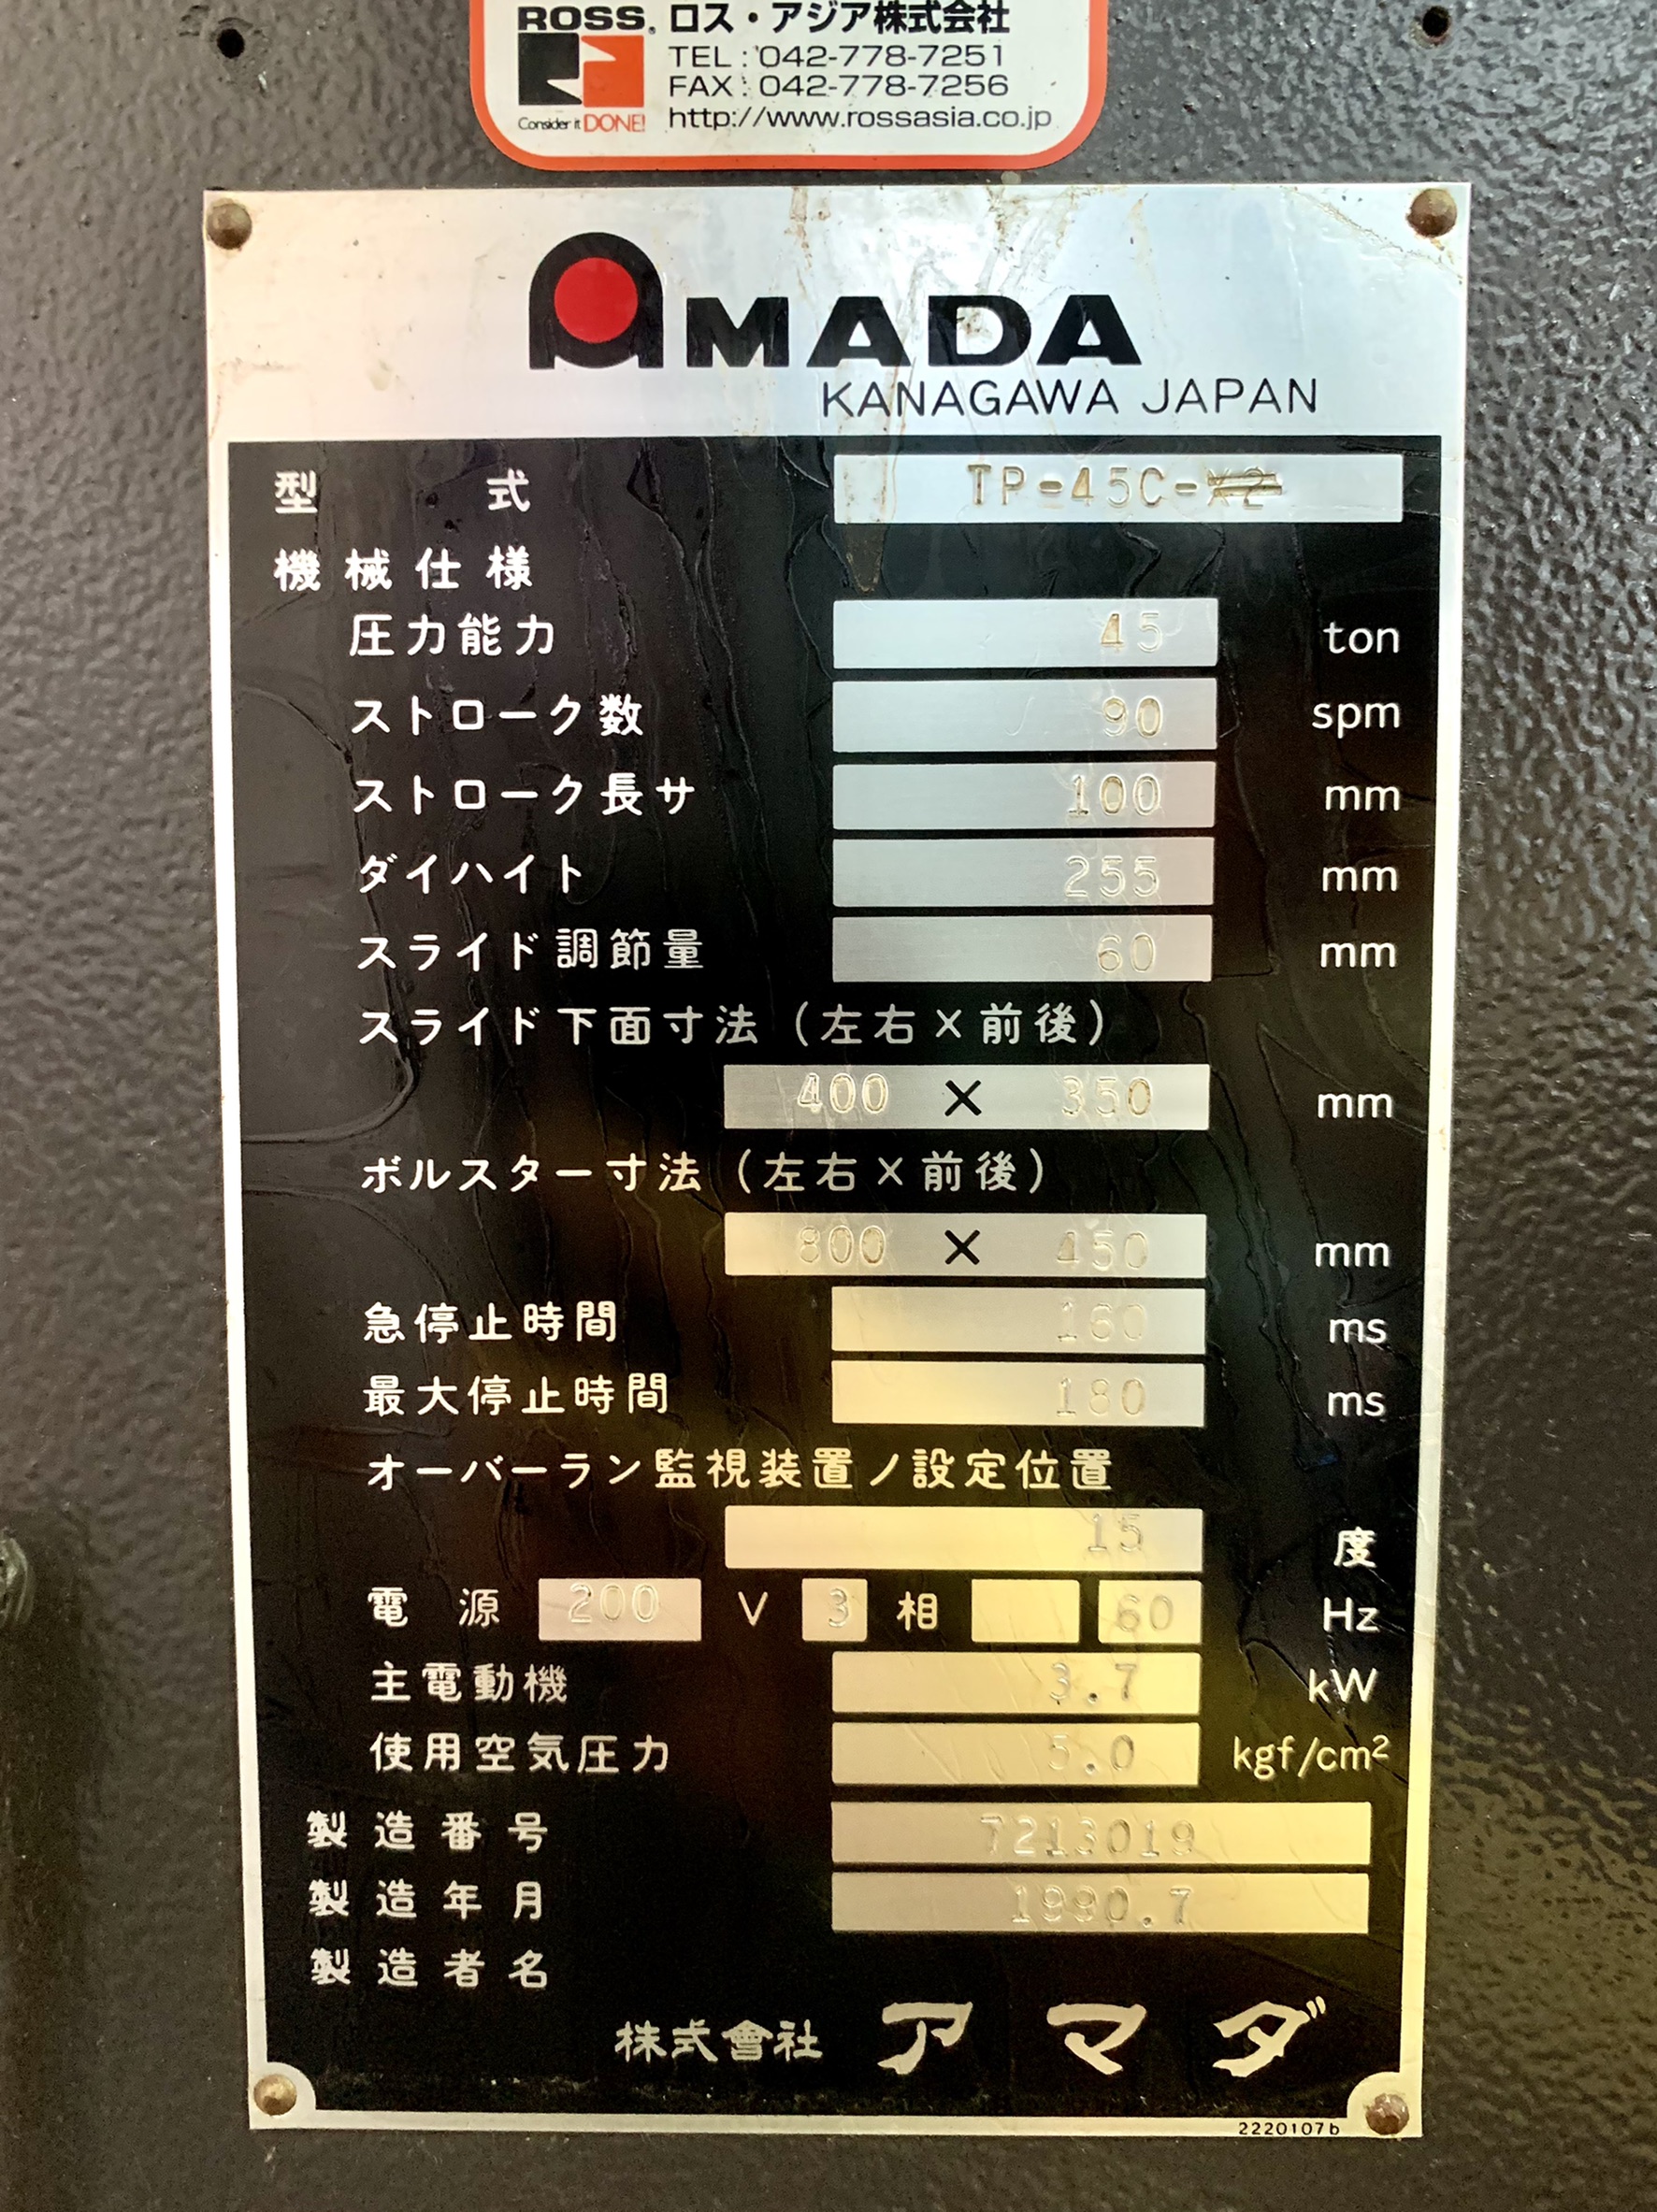 ROSS. ロス・アジア株式会社
TEL : 042-778-7251
FAX : 042-778-7256
Consider it DONE! http://www.rossasia.co.jp
AMADA
KANAGAWA JAPAN
型式 TP-45C-X2
機械仕様
圧力能力 45 ton
ストローク数 90 spm
ストローク長サ 100 mm
ダイハイト 255 mm
スライド調節量 60 mm
スライド下面寸法(左右×前後)
400 × 350 mm
ボルスター寸法(左右×前後)
800 × 450 mm
急停止時間 160 ms
最大停止時間 180 ms
オーバーラン監視装置ノ設定位置
15 度
電源 200 V 3 相 60 Hz
主電動機 3.7 kW
使用空気圧力 5.0 kgf/cm²
製造番号 7213019
製造年月 1990.7
製造者名
株式會社 アマダ
2220107b